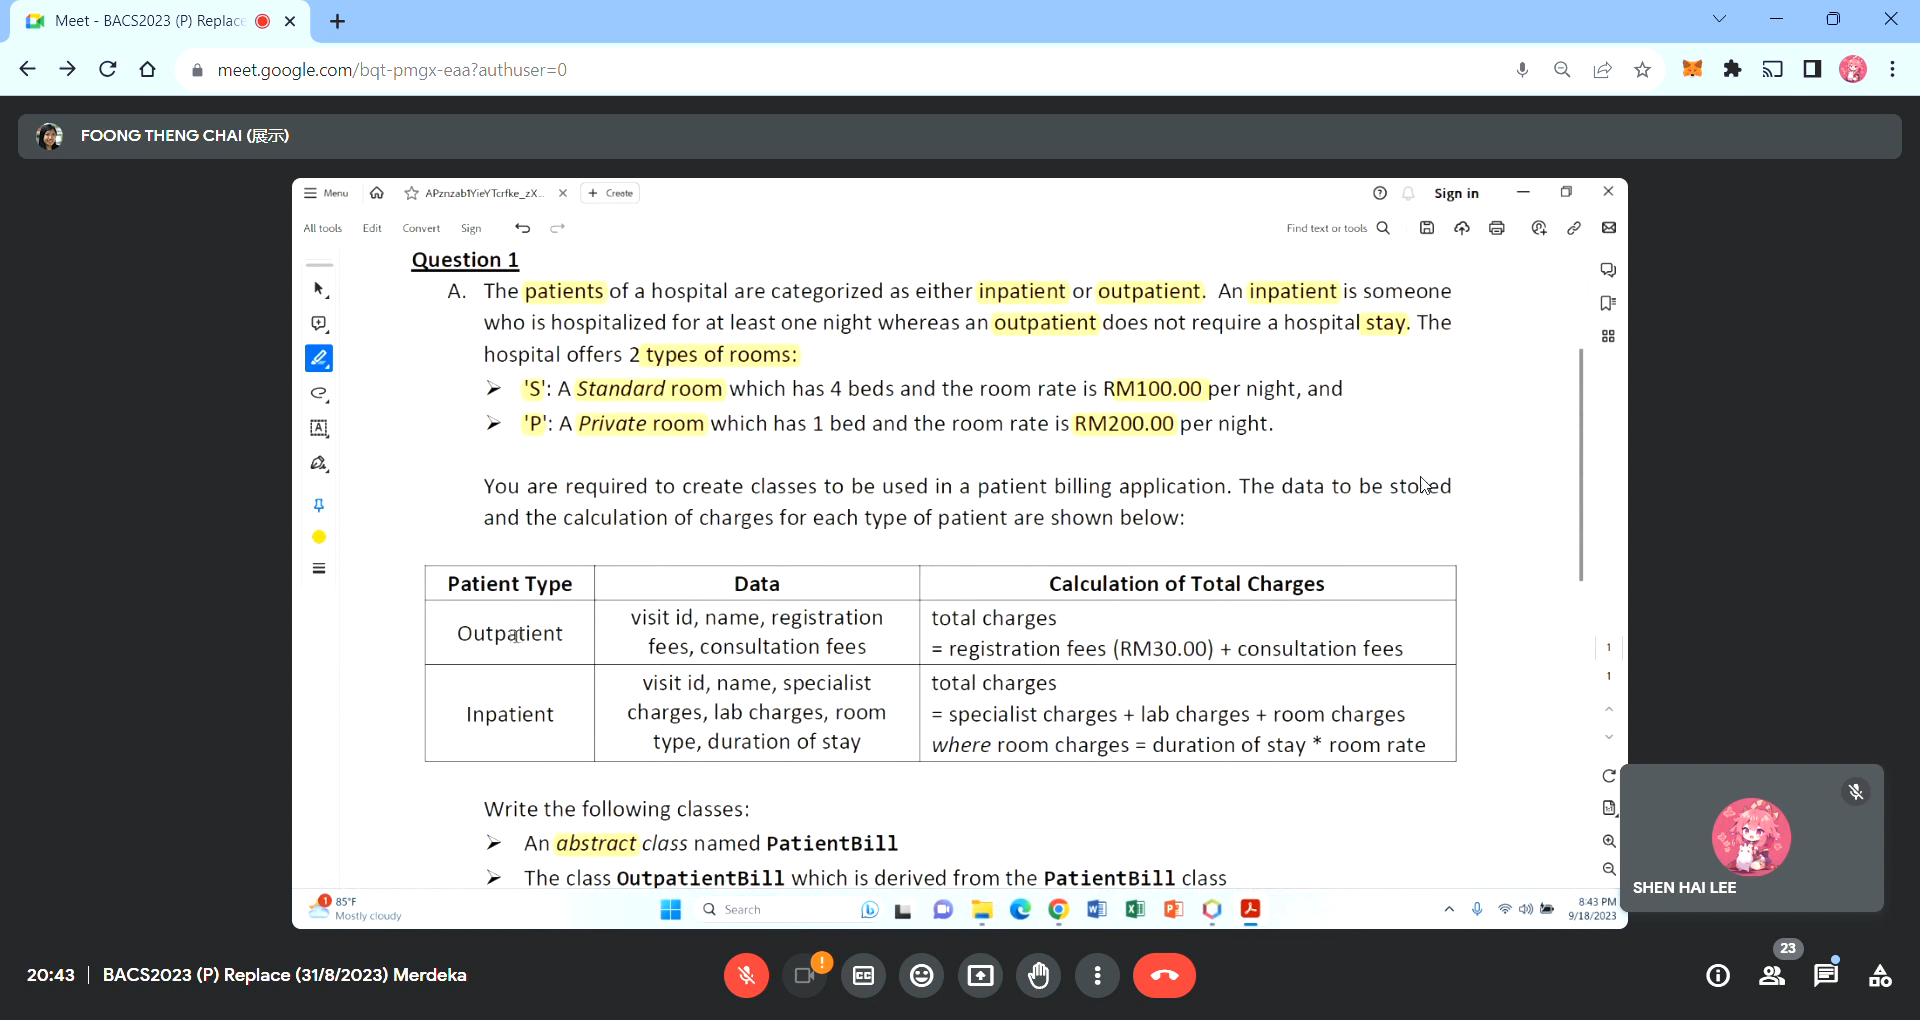 Meet - BACS2023 (P) Replace
meet.google.com/bqt-pmgx-eaa?authuser=0
FOONG THENG CHAI (展示)
Menu
APznzab1YieYTcrfke_zX...
+ Create
Sign in
All tools
Edit
Convert
Sign
Find text or tools
Question 1
A. The patients of a hospital are categorized as either inpatient or outpatient. An inpatient is someone
who is hospitalized for at least one night whereas an outpatient does not require a hospital stay. The
hospital offers 2 types of rooms:
➢ 'S': A Standard room which has 4 beds and the room rate is RM100.00 per night, and
➢ 'P': A Private room which has 1 bed and the room rate is RM200.00 per night.
You are required to create classes to be used in a patient billing application. The data to be stored
and the calculation of charges for each type of patient are shown below:
Patient Type
Data
Calculation of Total Charges
Outpatient
visit id, name, registration
fees, consultation fees
total charges
= registration fees (RM30.00) + consultation fees
Inpatient
visit id, name, specialist
charges, lab charges, room
type, duration of stay
total charges
= specialist charges + lab charges + room charges
where room charges = duration of stay * room rate
Write the following classes:
➢ An abstract class named PatientBill
➢ The class OutpatientBill which is derived from the PatientBill class
1
1
1
85°F
Mostly cloudy
Search
8:43 PM
9/18/2023
SHEN HAI LEE
20:43
BACS2023 (P) Replace (31/8/2023) Merdeka
23